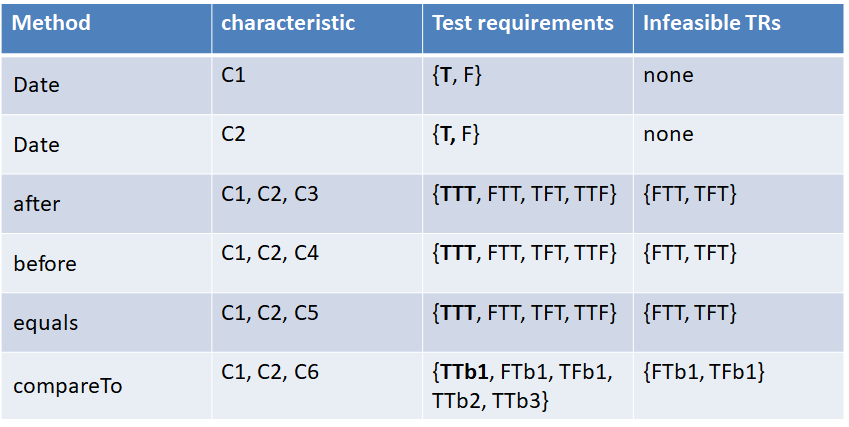 Method characteristic Test requirements Infeasible TRs
Date C1 {T, F} none
Date C2 {T, F} none
after C1, C2, C3 {TTT, FTT, TFT, TTF} {FTT, TFT}
before C1, C2, C4 {TTT, FTT, TFT, TTF} {FTT, TFT}
equals C1, C2, C5 {TTT, FTT, TFT, TTF} {FTT, TFT}
compareTo C1, C2, C6 {TTb1, FTb1, TFb1, {FTb1, TFb1}
TTb2, TTb3}